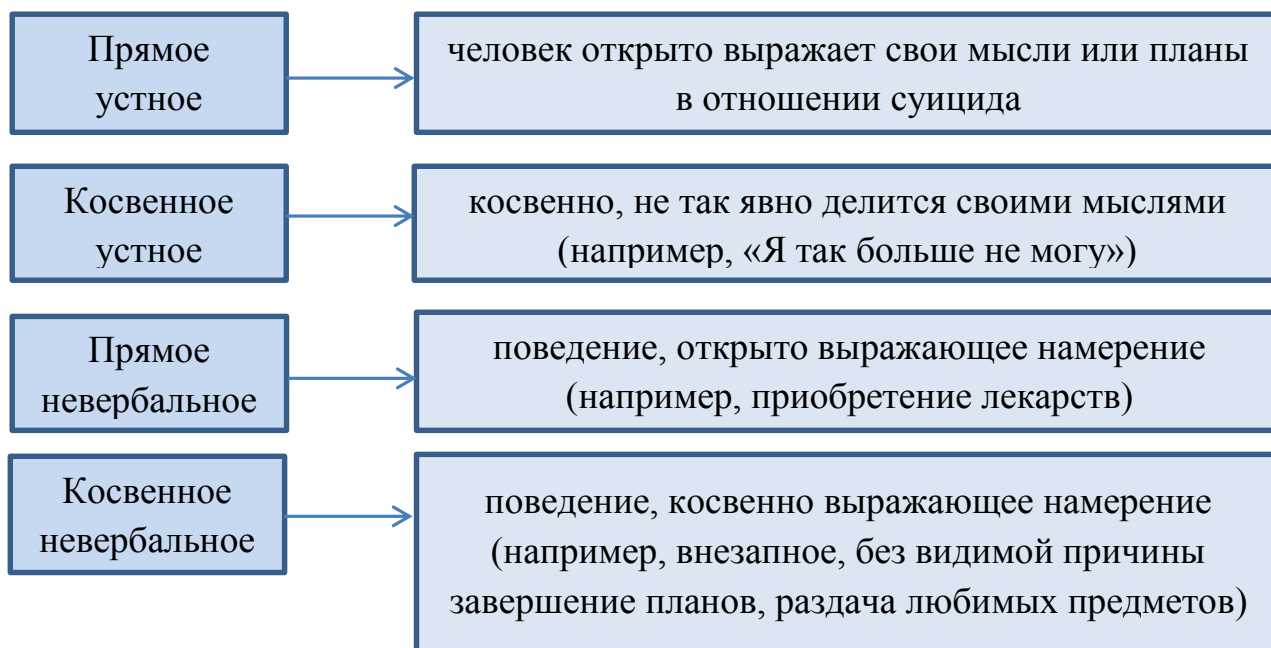 Прямое
устное
человек открыто выражает свои мысли или планы
в отношении суицида
Косвенное
устное
косвенно, не так явно делится своими мыслями
(например, «Я так больше не могу»)
Прямое
невербальное
поведение, открыто выражающее намерение
(например, приобретение лекарств)
Косвенное
невербальное
поведение, косвенно выражающее намерение
(например, внезапное, без видимой причины
завершение планов, раздача любимых предметов)